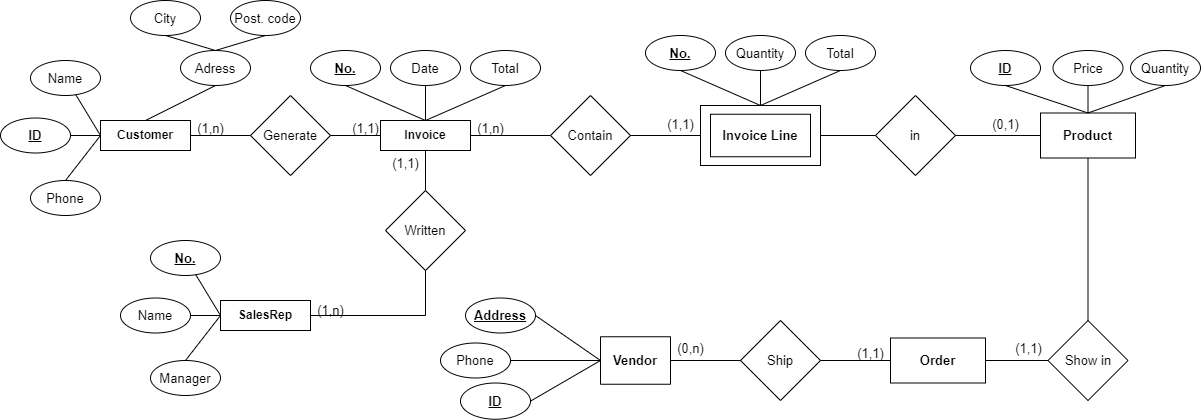 City
Post. code
Adress
Name
ID
Phone
Customer
(1,n)
Generate
(1,1)
No.
Date
Total
Invoice
(1,n)
(1,1)
Contain
(1,1)
No.
Quantity
Total
Invoice Line
in
(0,1)
ID
Price
Quantity
Product
Written
No.
Name
Manager
SalesRep
(1,n)
Address
Phone
ID
Vendor
(0,n)
Ship
(1,1)
Order
(1,1)
Show in